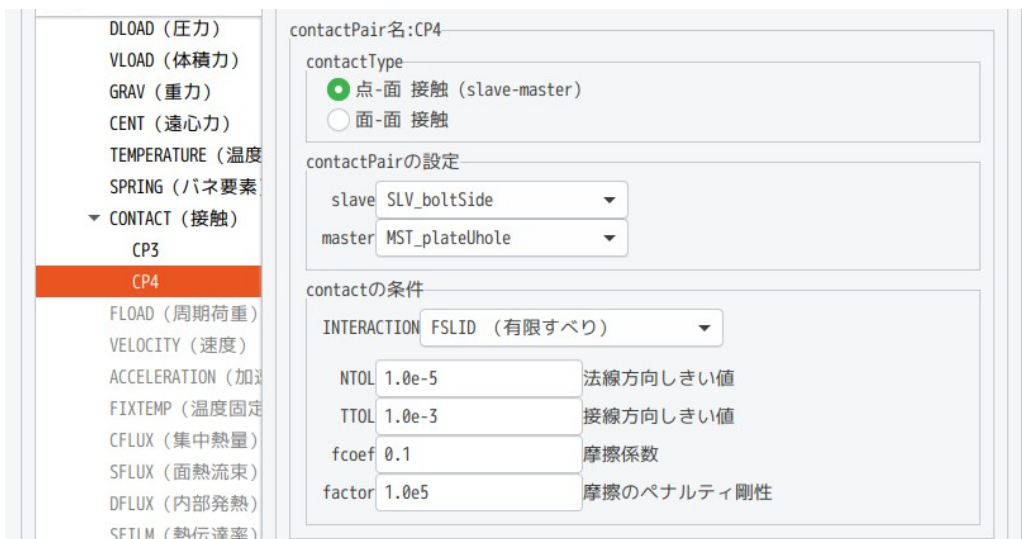 DLOAD (圧力)
VLOAD (体積力)
GRAV (重力)
CENT (遠心力)
TEMPERATURE (温度
SPRING (バネ要素
CONTACT (接触)
CP3
CP4
FLOAD (周期荷重)
VELOCITY (速度)
ACCELERATION (加速
FIXTEMP (温度固定
CFLUX (集中熱量)
SFLUX (面熱流束)
DFLUX (内部発熱)
SFILM (熱伝達率)
contactPair名:CP4
contactType
点-面 接触 (slave-master)
面-面 接触
contactPairの設定
slave SLV_boltSide
master MST_plateUhole
contactの条件
INTERACTION FSLID (有限すべり)
NTOL 1.0e-5 法線方向しきい値
TTOL 1.0e-3 接線方向しきい値
fcoef 0.1 摩擦係数
factor 1.0e5 摩擦のペナルティ剛性